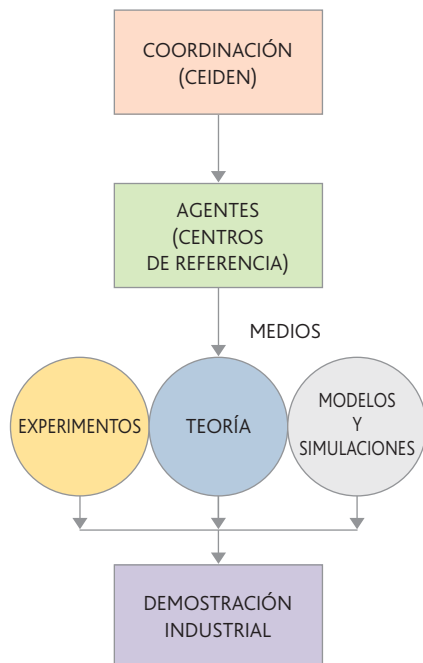 COORDINACIÓN
(CEIDEN)
AGENTES
(CENTROS
DE REFERENCIA)
MEDIOS
EXPERIMENTOS
TEORÍA
MODELOS
Y
SIMULACIONES
DEMOSTRACIÓN
INDUSTRIAL